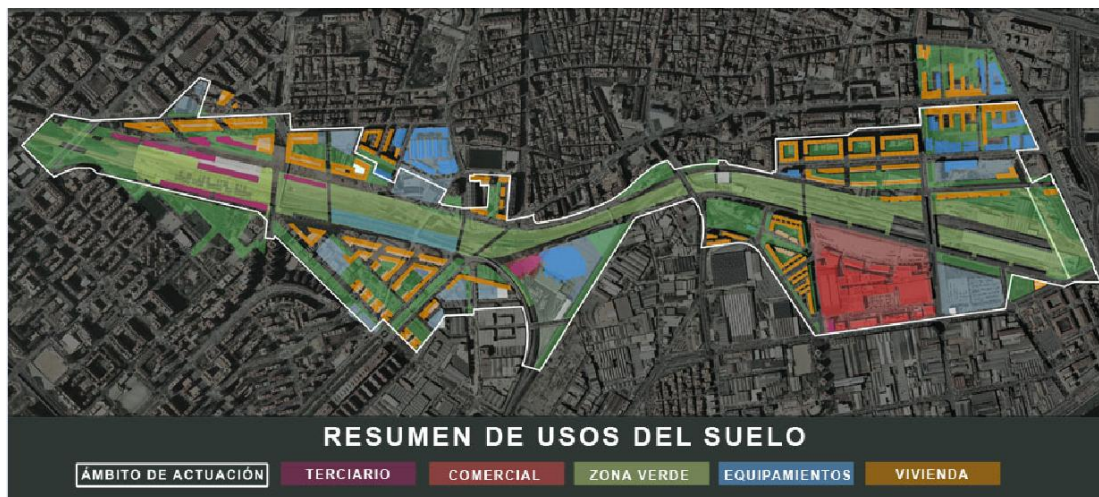 RESUMEN DE USOS DEL SUELO
ÁMBITO DE ACTUACIÓN TERCIARIO COMERCIAL ZONA VERDE EQUIPAMIENTOS VIVIENDA